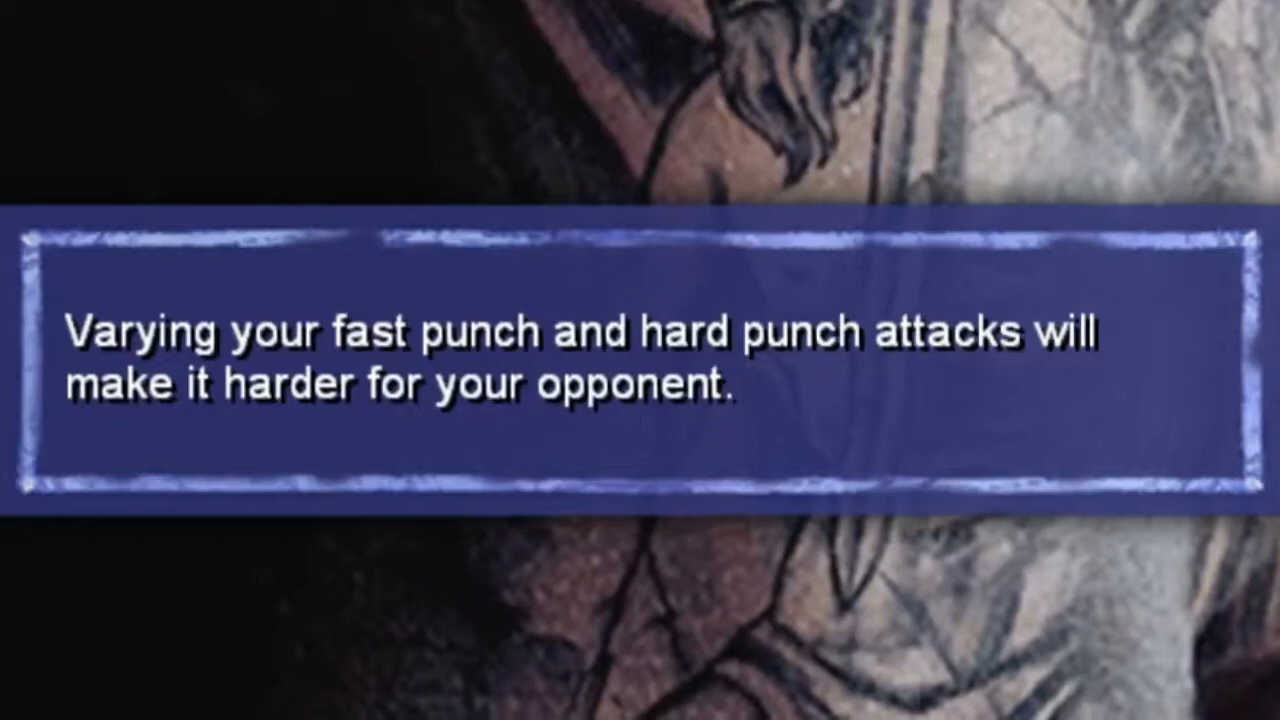 Varying your fast punch and hard punch attacks will
make it harder for your opponent.